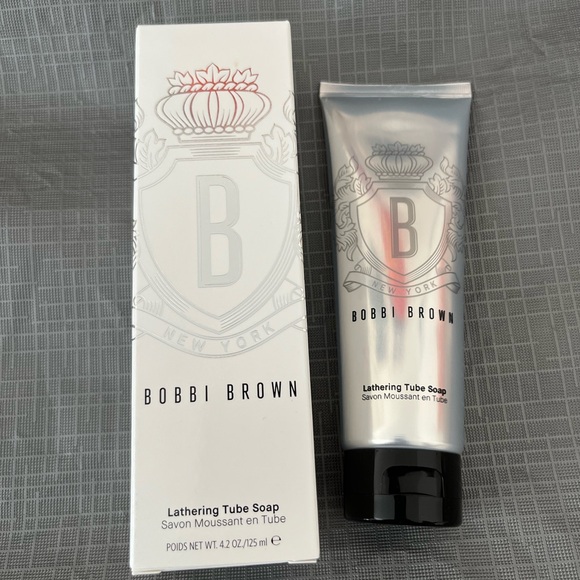 B
NEW YORK
BOBBI BROWN
Lathering Tube Soap
Savon Moussant en Tube
POIDS NET WT. 4.2 OZ./125 ml ℮
B
NEW YORK
BOBBI BROWN
Lathering Tube Soap
Savon Moussant en Tube